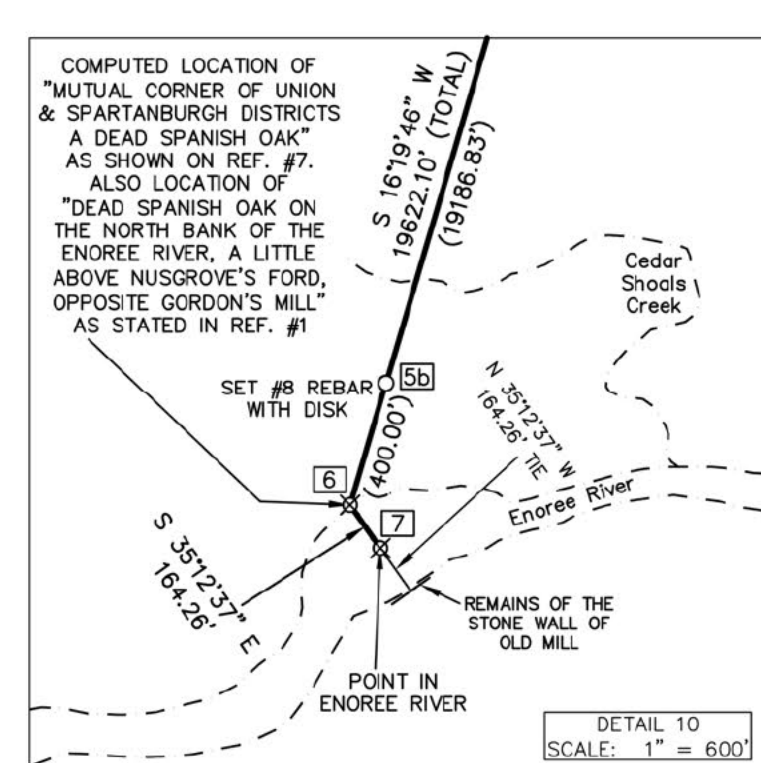 COMPUTED LOCATION OF
"MUTUAL CORNER OF UNION
& SPARTANBURGH DISTRICTS
A DEAD SPANISH OAK"
AS SHOWN ON REF. #7.
ALSO LOCATION OF
"DEAD SPANISH OAK ON
THE NORTH BANK OF THE
ENOREE RIVER, A LITTLE
ABOVE NUSGROVE'S FORD,
OPPOSITE GORDON'S MILL"
AS STATED IN REF. #1
S 16°19'46" W
19622.10' (TOTAL)
(19186.83')
Cedar
Shoals
Creek
SET #8 REBAR
WITH DISK
5b
(400.00')
N 35°12'37" W
164.26' TIE
6
7
Enoree River
S 35°12'37" E
164.26'
REMAINS OF THE
STONE WALL OF
OLD MILL
POINT IN
ENOREE RIVER
DETAIL 10
SCALE: 1" = 600'